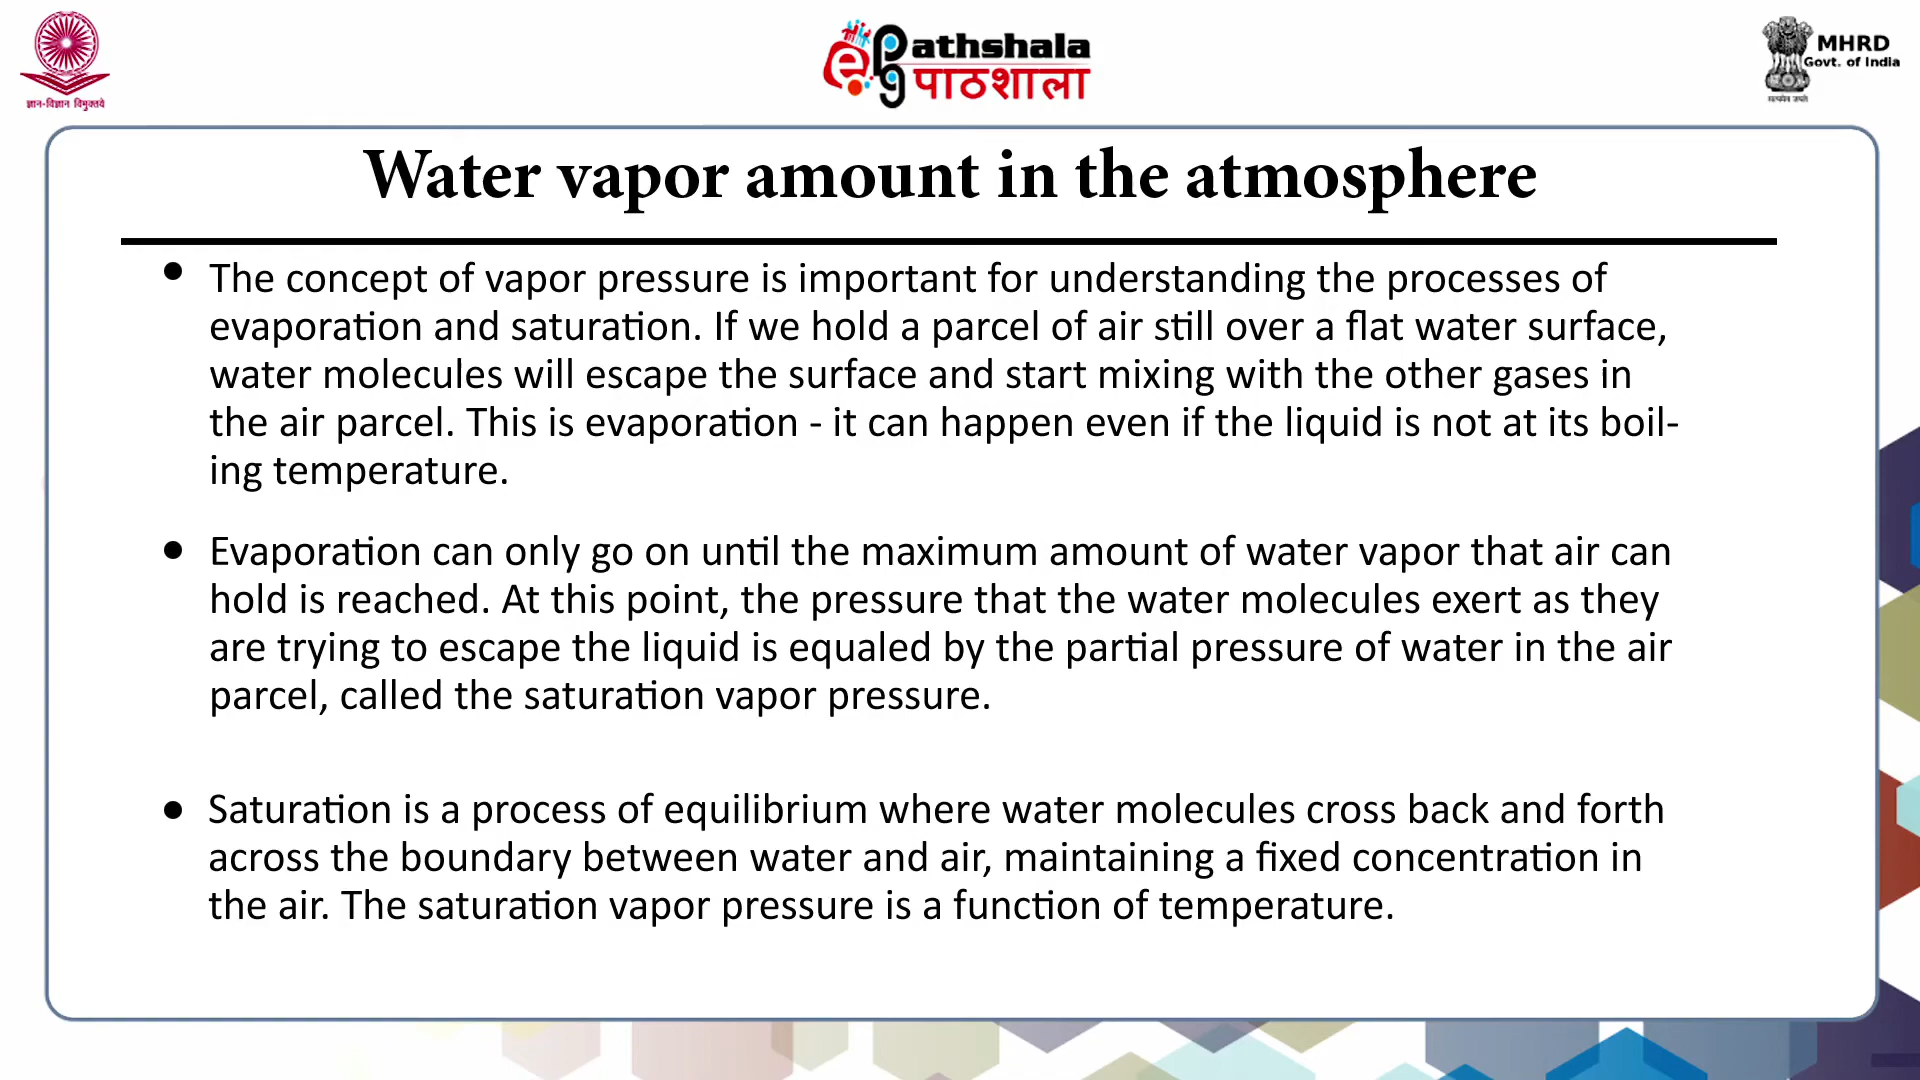 ज्ञान-विज्ञान विमुक्तये
ePG Pathshala
पाठशाला
MHRD
Govt. of India
सत्यमेव जयते
Water vapor amount in the atmosphere
• The concept of vapor pressure is important for understanding the processes of
evaporation and saturation. If we hold a parcel of air still over a flat water surface,
water molecules will escape the surface and start mixing with the other gases in
the air parcel. This is evaporation - it can happen even if the liquid is not at its boil-
ing temperature.
• Evaporation can only go on until the maximum amount of water vapor that air can
hold is reached. At this point, the pressure that the water molecules exert as they
are trying to escape the liquid is equaled by the partial pressure of water in the air
parcel, called the saturation vapor pressure.
• Saturation is a process of equilibrium where water molecules cross back and forth
across the boundary between water and air, maintaining a fixed concentration in
the air. The saturation vapor pressure is a function of temperature.